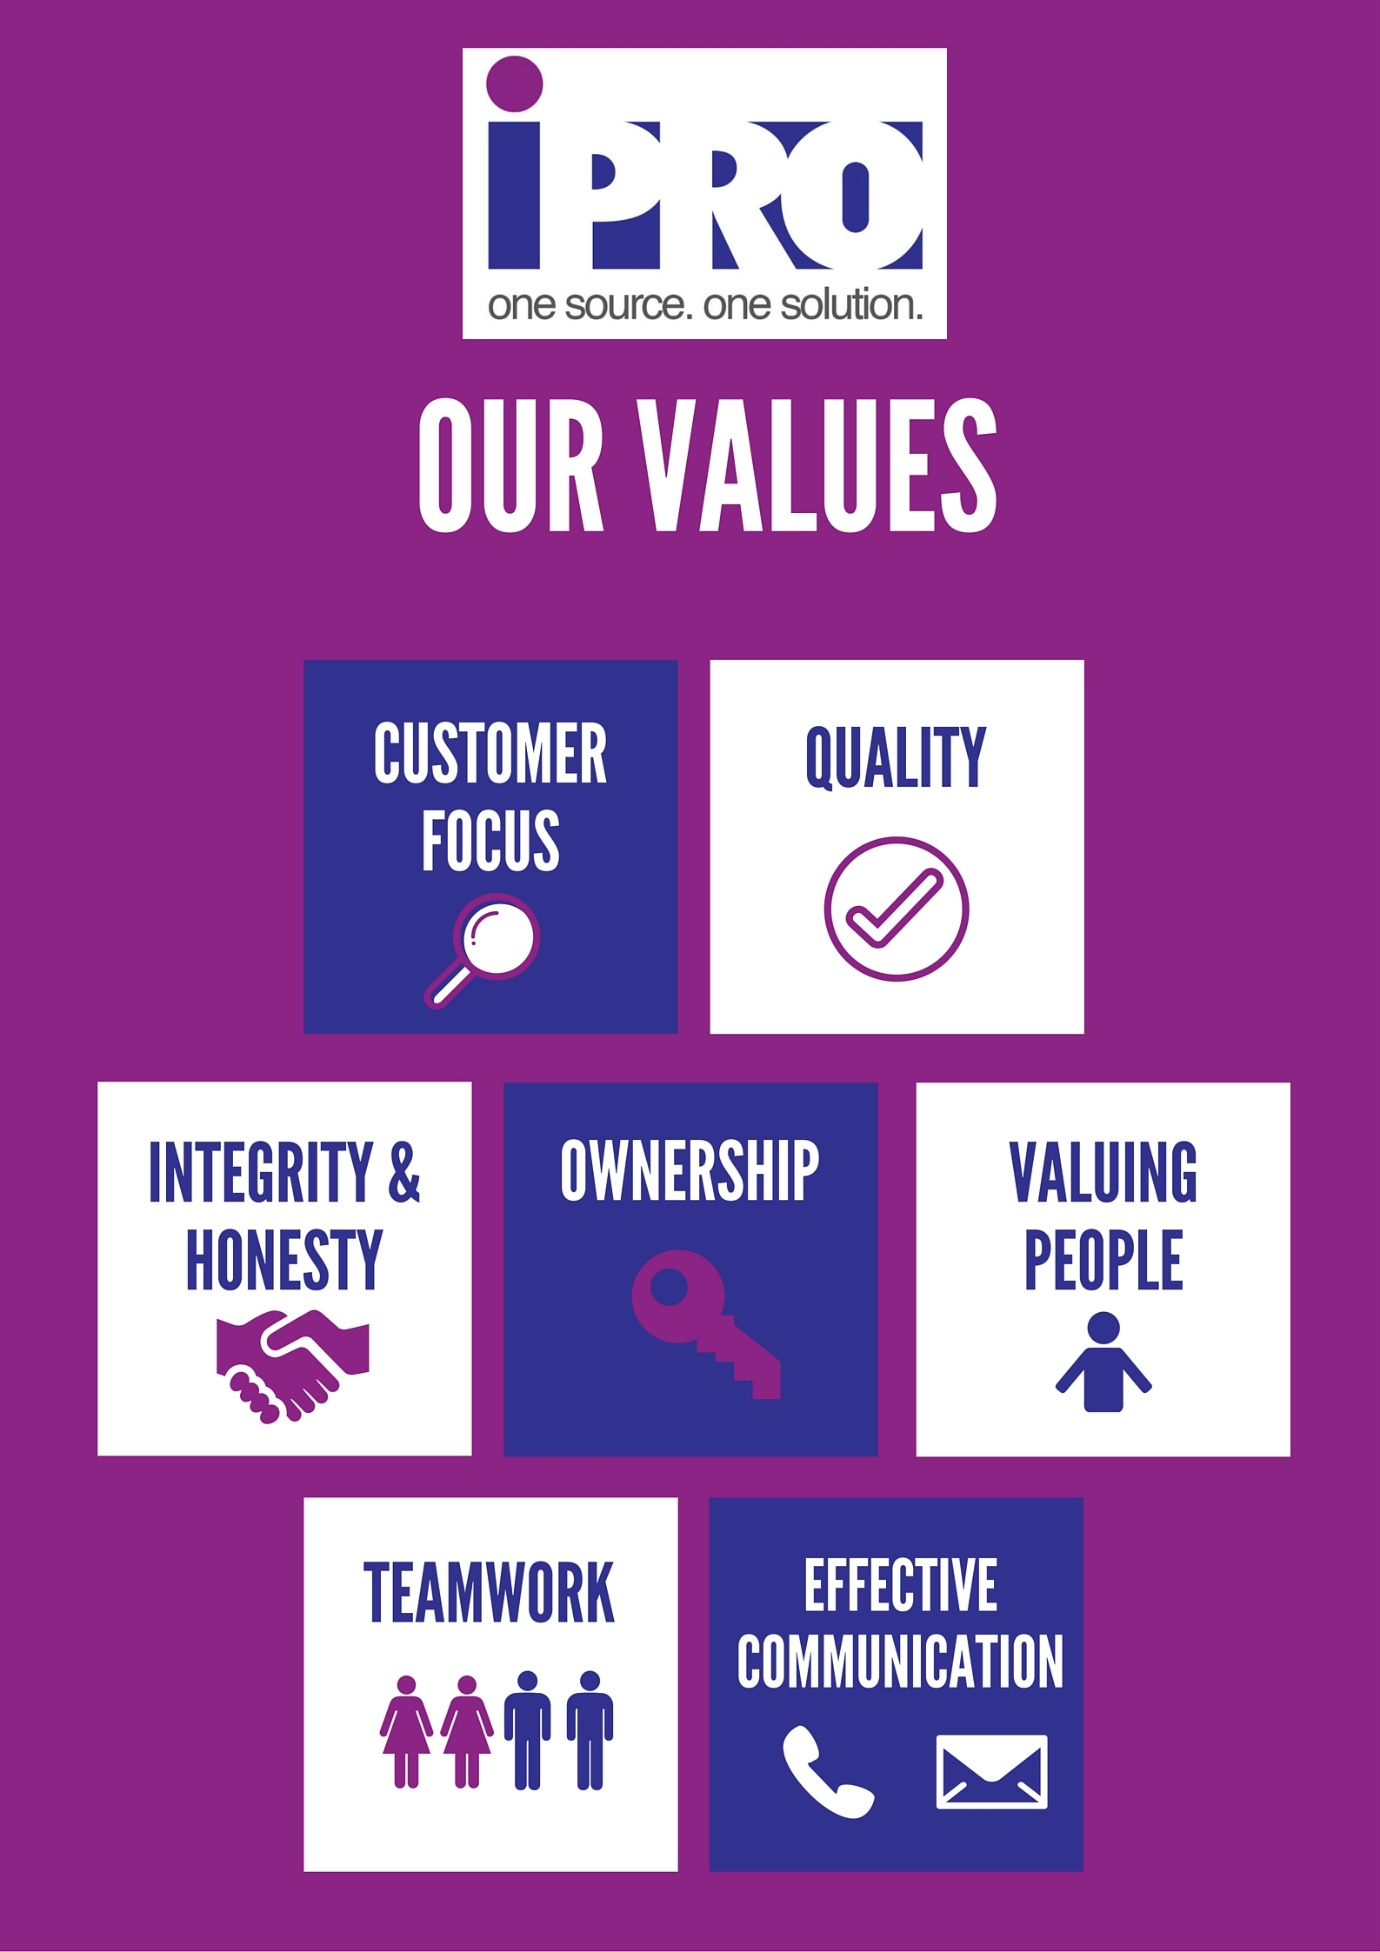 iPRO
one source. one solution.
OUR VALUES
CUSTOMER
FOCUS
QUALITY
INTEGRITY &
HONESTY
OWNERSHIP
VALUING
PEOPLE
TEAMWORK
EFFECTIVE
COMMUNICATION